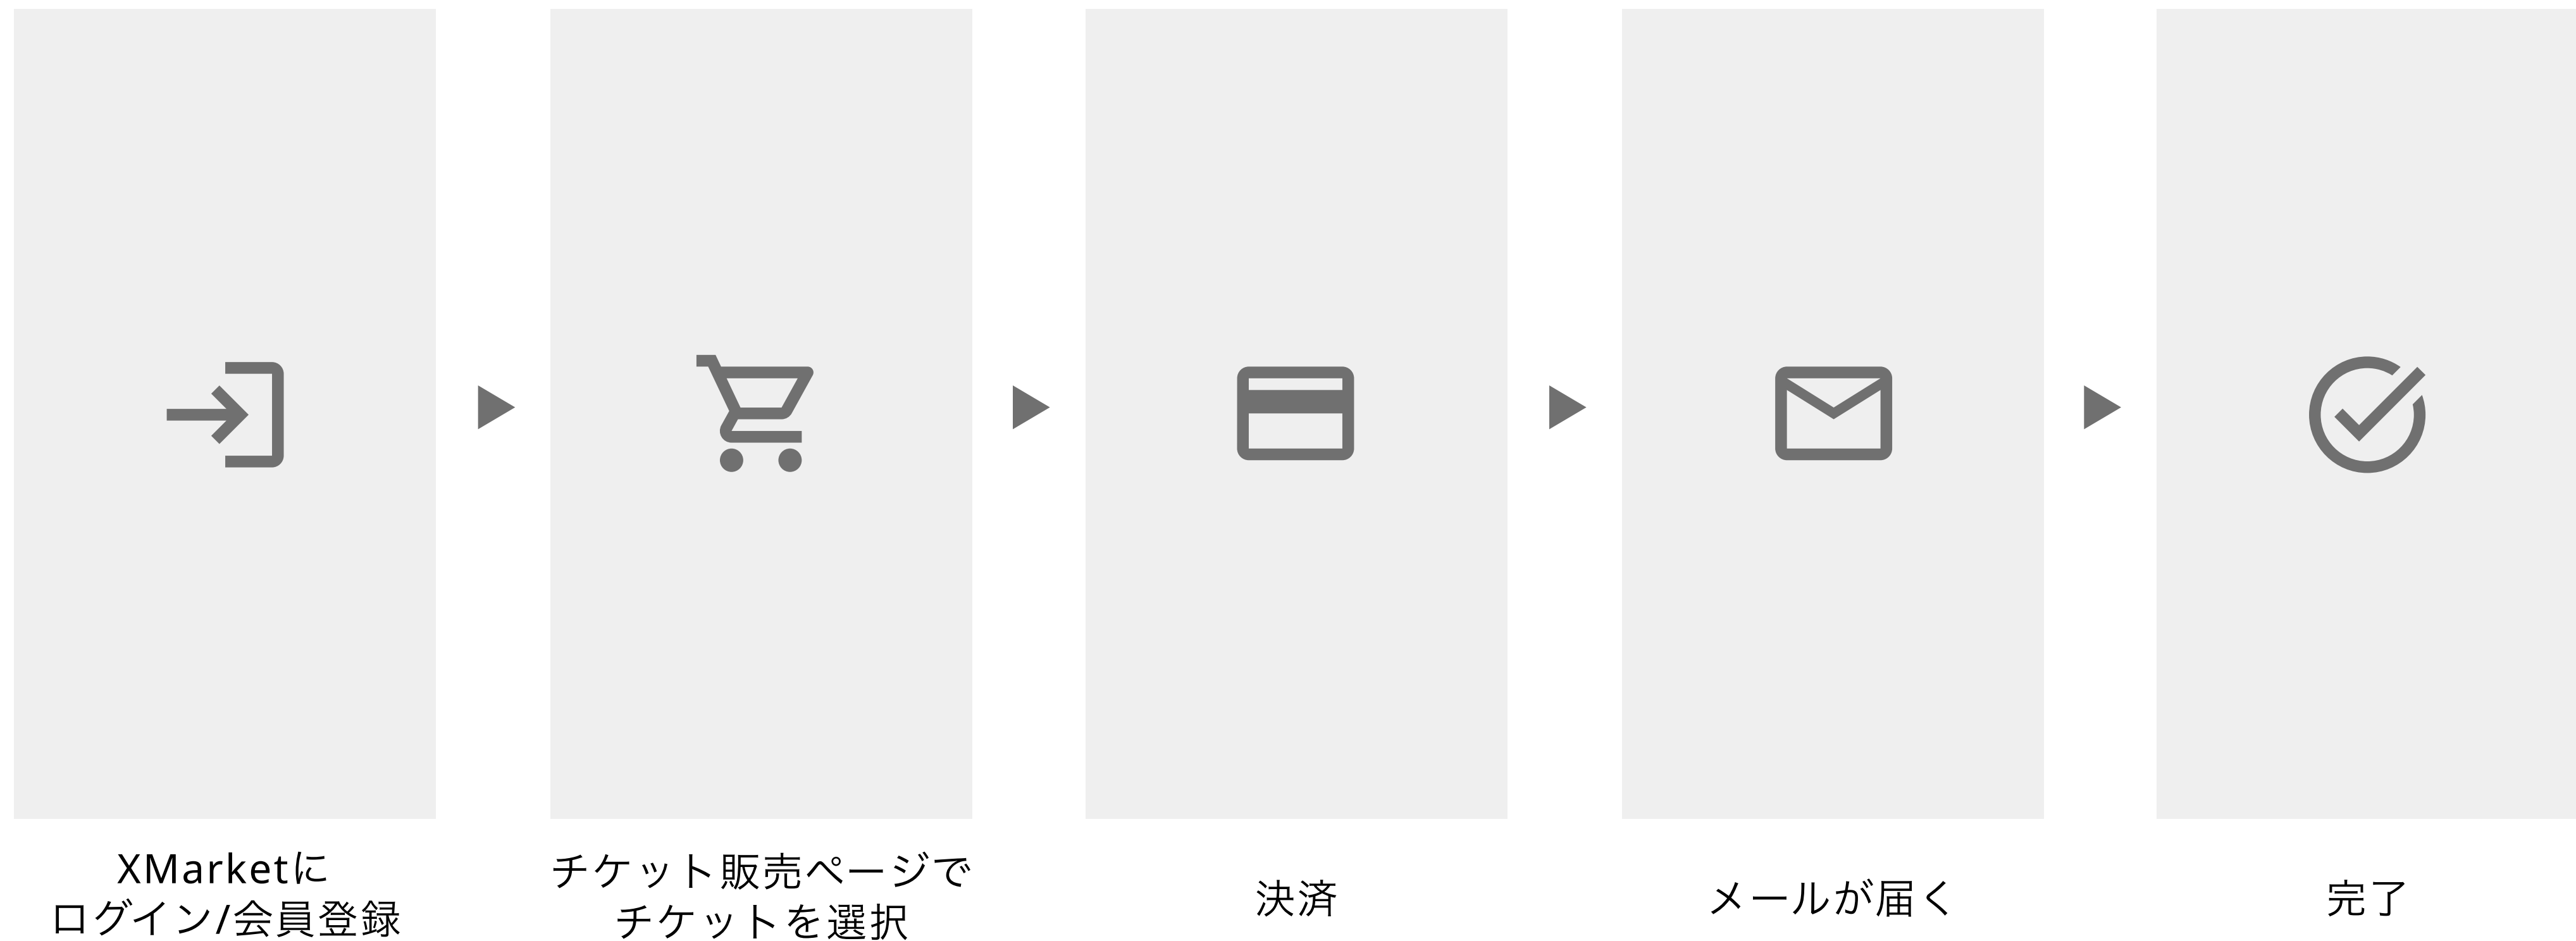 XMarketに
ログイン/会員登録
チケット販売ページで
チケットを選択
決済
メールが届く
完了